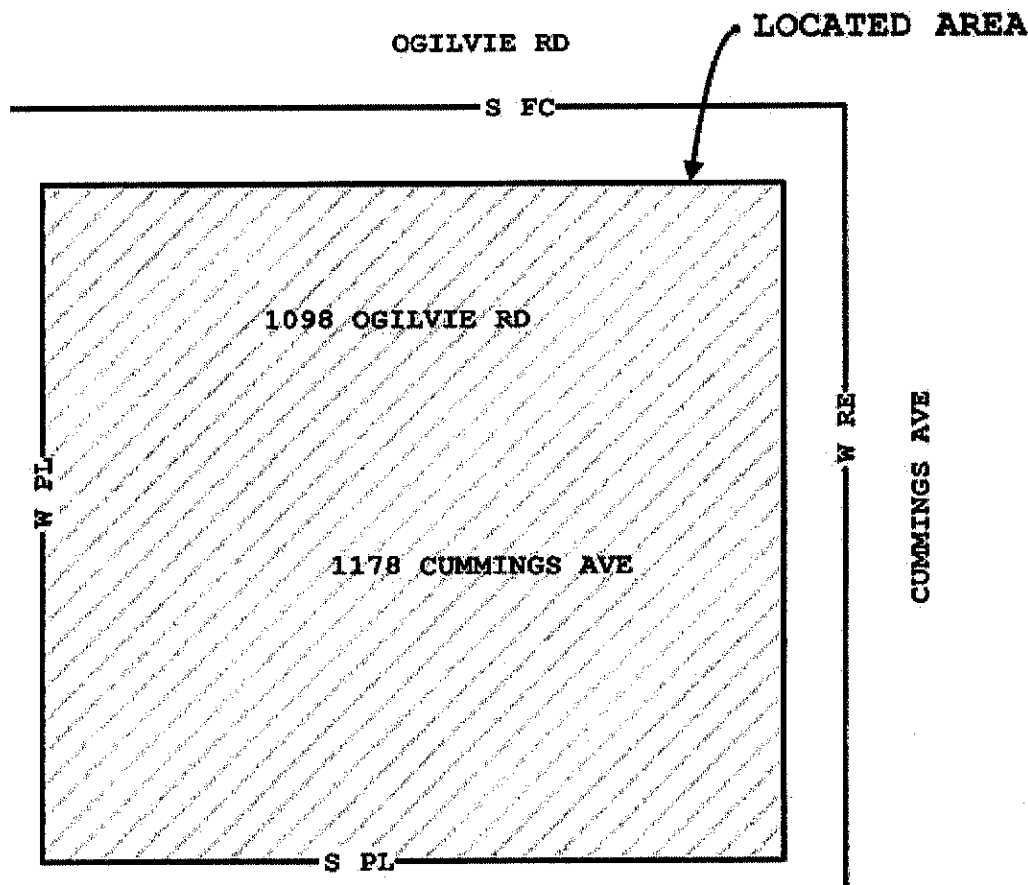 LOCATED AREA
OGILVIE RD
S FC
1098 OGILVIE RD
W RE
CUMMINGS AVE
W PL
1178 CUMMINGS AVE
S PL